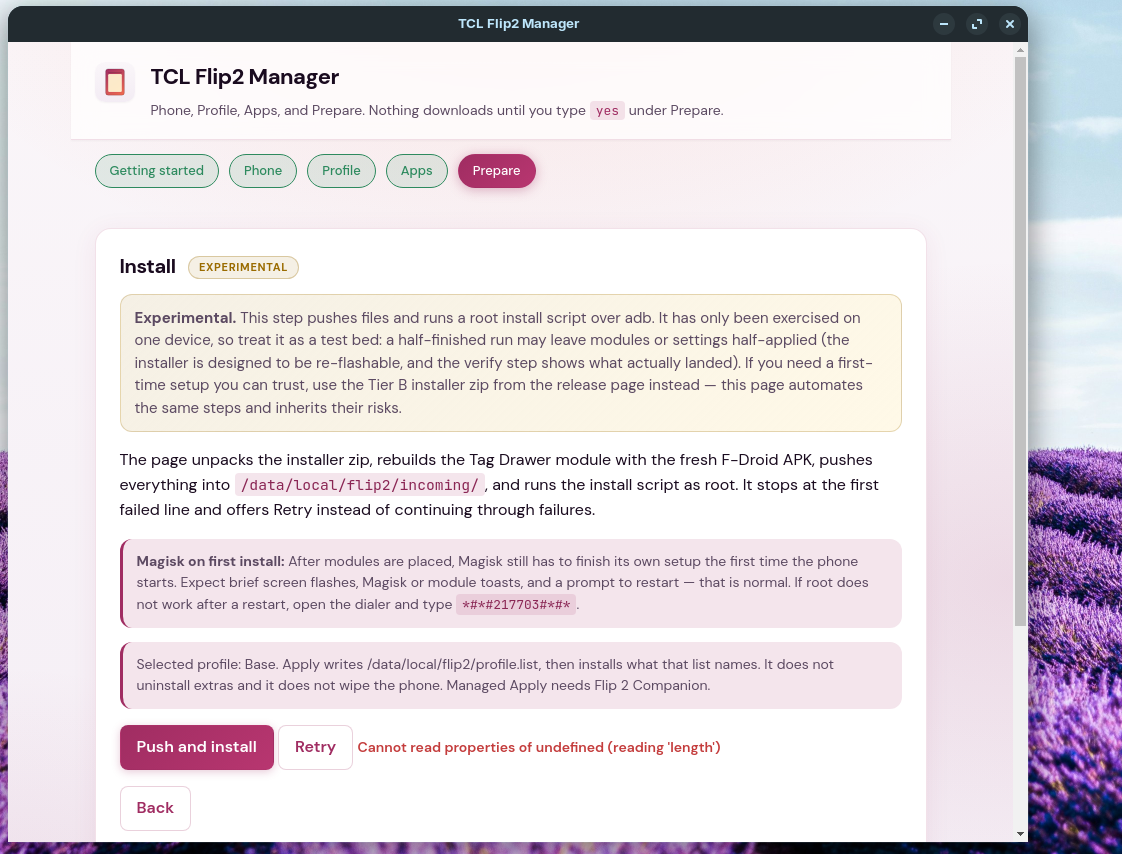 TCL Flip2 Manager
TCL Flip2 Manager
Phone, Profile, Apps, and Prepare. Nothing downloads until you type yes under Prepare.
Getting started Phone Profile Apps Prepare
Install EXPERIMENTAL
Experimental. This step pushes files and runs a root install script over adb. It has only been exercised on
one device, so treat it as a test bed: a half-finished run may leave modules or settings half-applied (the
installer is designed to be re-flashable, and the verify step shows what actually landed). If you need a first-
time setup you can trust, use the Tier B installer zip from the release page instead — this page automates
the same steps and inherits their risks.
The page unpacks the installer zip, rebuilds the Tag Drawer module with the fresh F-Droid APK, pushes
everything into /data/local/flip2/incoming/, and runs the install script as root. It stops at the first
failed line and offers Retry instead of continuing through failures.
Magisk on first install: After modules are placed, Magisk still has to finish its own setup the first time the phone
starts. Expect brief screen flashes, Magisk or module toasts, and a prompt to restart — that is normal. If root does
not work after a restart, open the dialer and type *#*#217703#*#*.
Selected profile: Base. Apply writes /data/local/flip2/profile.list, then installs what that list names. It does not
uninstall extras and it does not wipe the phone. Managed Apply needs Flip 2 Companion.
Push and install Retry Cannot read properties of undefined (reading 'length')
Back